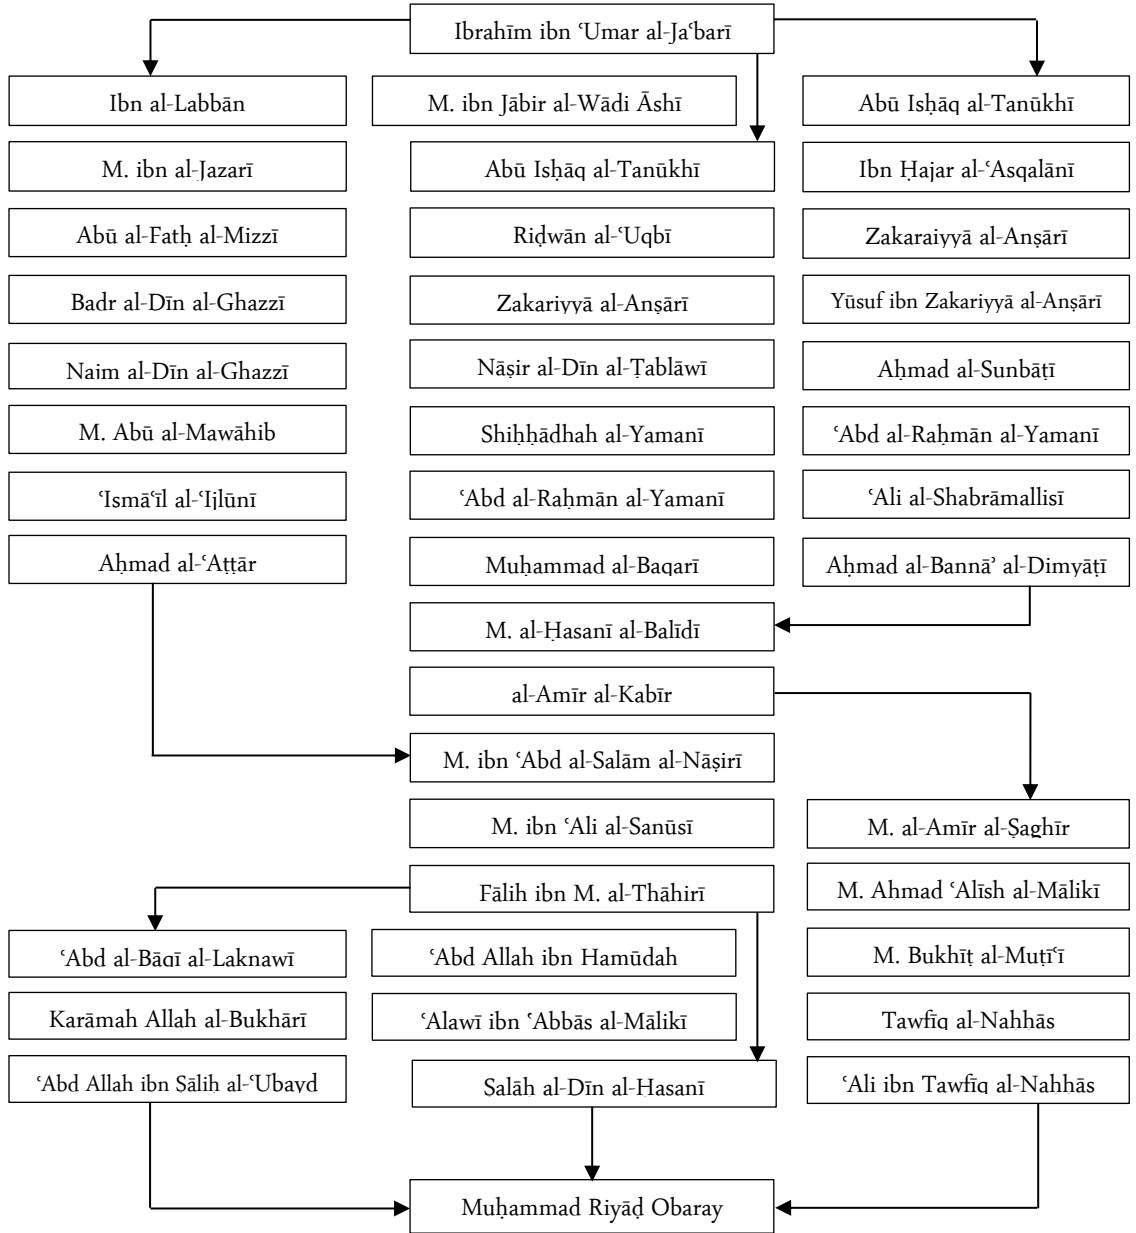 Ibrahīm ibn ʿUmar al-Jaʿbarī
Ibn al-Labbān
M. ibn Jābir al-Wādi Āshī
Abū Isḥāq al-Tanūkhī
M. ibn al-Jazarī
Abū Isḥāq al-Tanūkhī
Ibn Ḥajar al-ʿAsqalānī
Abū al-Fatḥ al-Mizzī
Riḍwān al-ʿUqbī
Zakaraiyyā al-Anṣārī
Badr al-Dīn al-Ghazzī
Zakariyyā al-Anṣārī
Yūsuf ibn Zakariyyā al-Anṣārī
Naim al-Dīn al-Ghazzī
Nāṣir al-Dīn al-Ṭablāwī
Aḥmad al-Sunbāṭī
M. Abū al-Mawāhib
Shiḥḥādhah al-Yamanī
ʿAbd al-Raḥmān al-Yamanī
ʿIsmāʿīl al-ʿIjlūnī
ʿAbd al-Raḥmān al-Yamanī
ʿAli al-Shabrāmallisī
Aḥmad al-ʿAṭṭār
Muḥammad al-Baqarī
Aḥmad al-Bannāʾ al-Dimyāṭī
M. al-Ḥasanī al-Balīdī
al-Amīr al-Kabīr
M. ibn ʿAbd al-Salām al-Nāṣirī
M. ibn ʿAli al-Sanūsī
M. al-Amīr al-Ṣaghīr
Fālih ibn M. al-Thāhirī
M. Ahmad ʿAlīsh al-Mālikī
ʿAbd al-Bāqī al-Laknawī
ʿAbd Allah ibn Hamūdah
M. Bukhīṭ al-Muṭīʿī
Karāmah Allah al-Bukhārī
ʿAlawī ibn ʿAbbās al-Mālikī
Tawfīq al-Nahhās
ʿAbd Allah ibn Ṣāliḥ al-ʿUbayd
Ṣalāḥ al-Dīn al-Ḥasanī
ʿAli ibn Tawfīq al-Nahhās
Muḥammad Riyāḍ Obaray